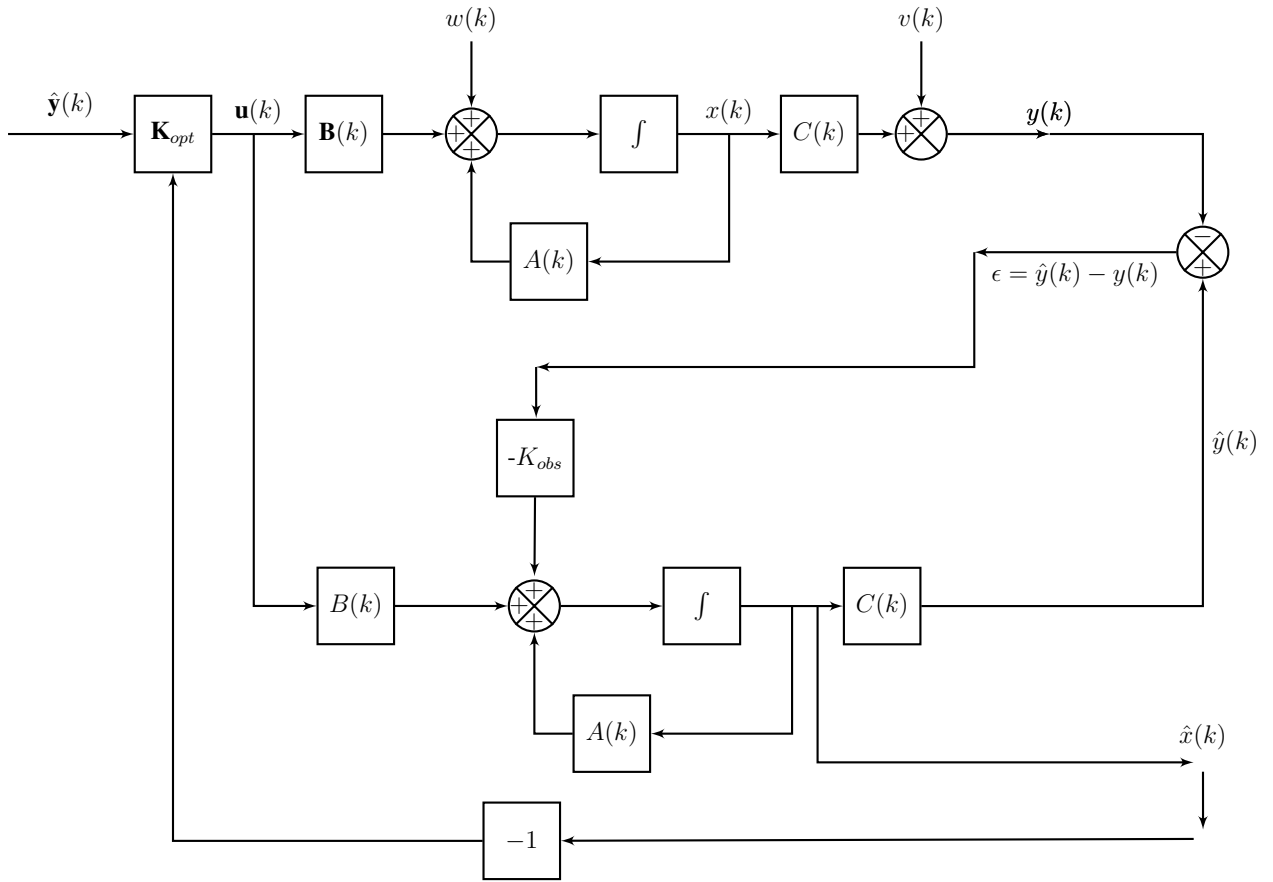 w(k)
v(k)
ŷ(k)
K_opt
u(k)
B(k)
+
+
+
∫
x(k)
C(k)
+
+
y(k)
A(k)
−
+
ϵ = ŷ(k) − y(k)
-K_obs
ŷ(k)
B(k)
+
+
+
∫
C(k)
A(k)
x̂(k)
−1